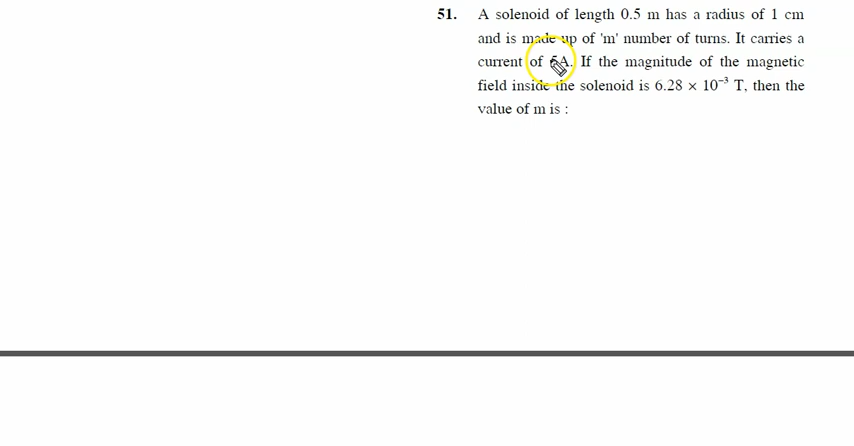 51. A solenoid of length 0.5 m has a radius of 1 cm
and is made up of 'm' number of turns. It carries a
current of 5A. If the magnitude of the magnetic
field inside the solenoid is 6.28 × 10⁻³ T, then the
value of m is :